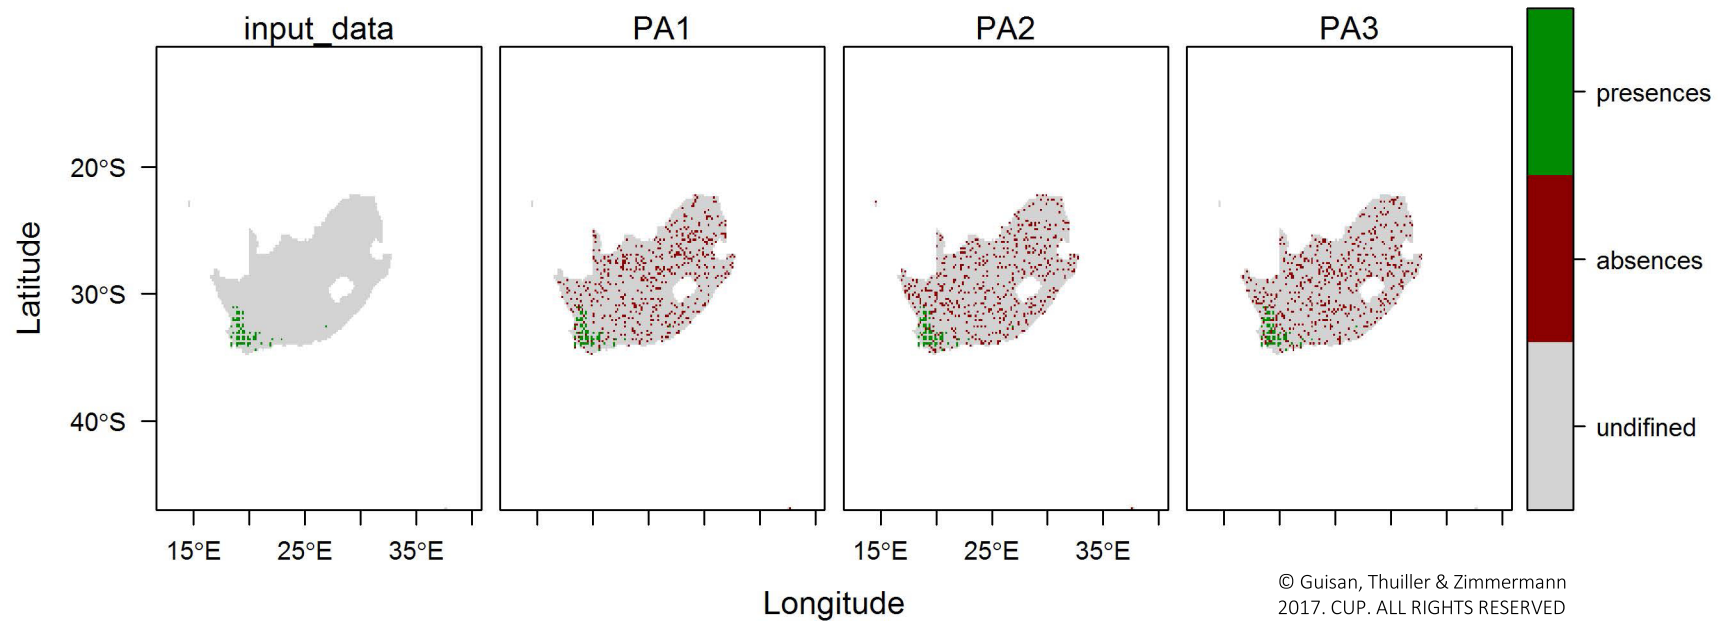 input_data PA1 PA2 PA3
presences
absences
undifined
20°S
30°S
40°S
Latitude
15°E 25°E 35°E 15°E 25°E 35°E
Longitude
© Guisan, Thuiller & Zimmermann
2017. CUP. ALL RIGHTS RESERVED